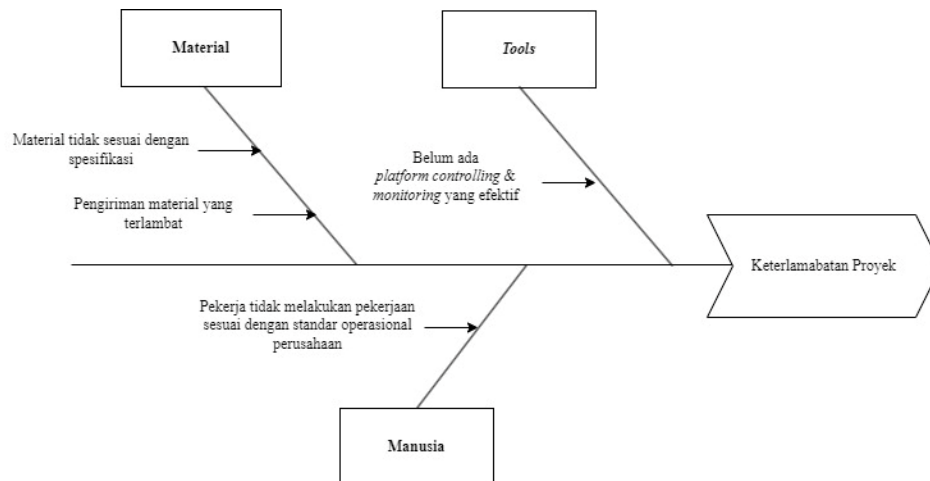 Material
Tools
Material tidak sesuai dengan
spesifikasi
Pengiriman material yang
terlambat
Belum ada
platform controlling &
monitoring yang efektif
Keterlamabatan Proyek
Pekerja tidak melakukan pekerjaan
sesuai dengan standar operasional
perusahaan
Manusia